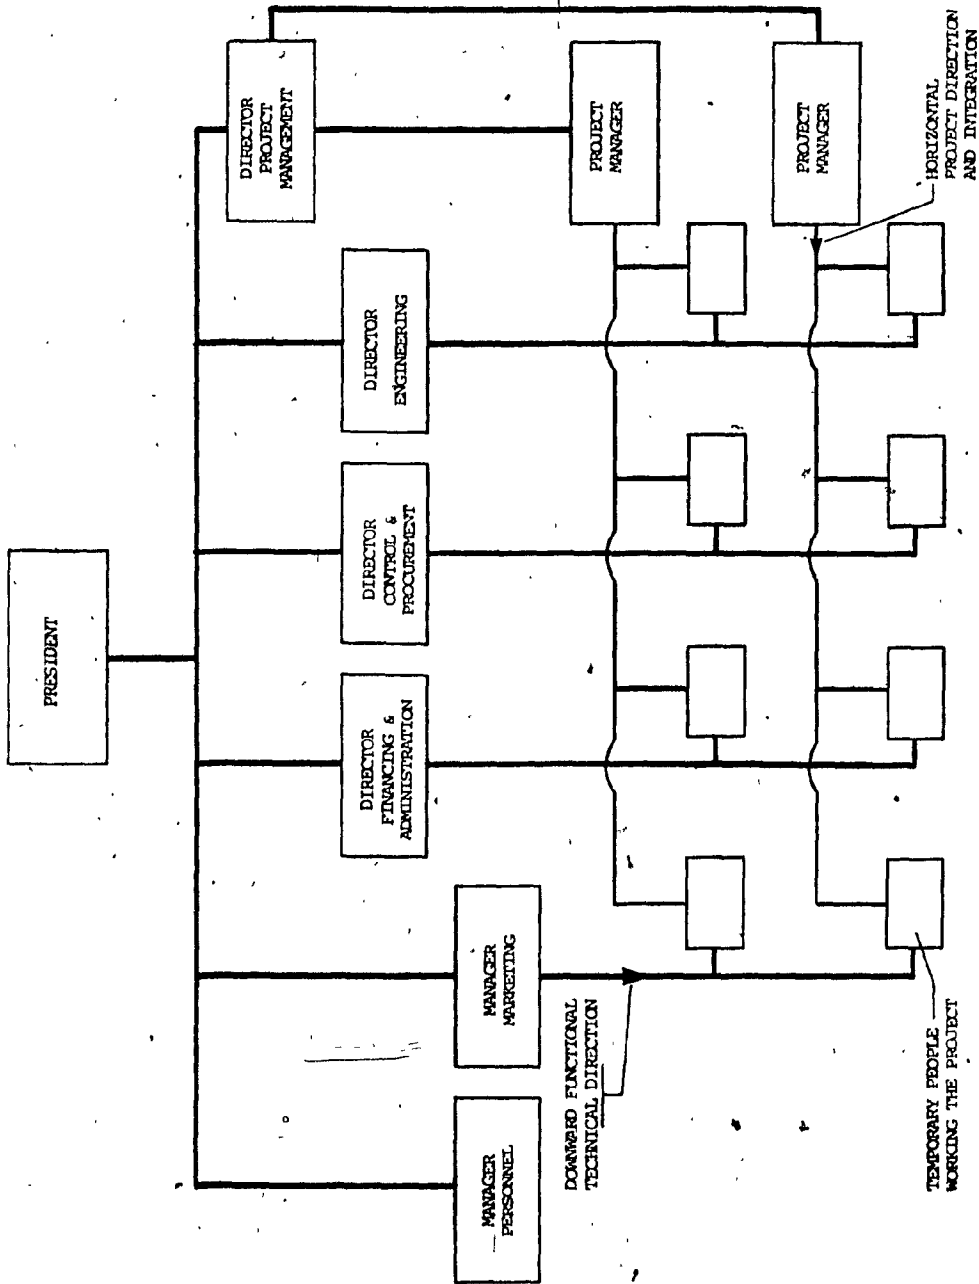 PRESIDENT
DIRECTOR
PROJECT
MANAGEMENT
DIRECTOR
ENGINEERING
DIRECTOR
CONTROL &
PROCUREMENT
DIRECTOR
FINANCING &
ADMINISTRATION
MANAGER
MARKETING
MANAGER
PERSONNEL
PROJECT
MANAGER
PROJECT
MANAGER
HORIZONTAL
PROJECT DIRECTION
AND INTEGRATION
DOWNWARD FUNCTIONAL
TECHNICAL DIRECTION
TEMPORARY PEOPLE
WORKING THE PROJECT